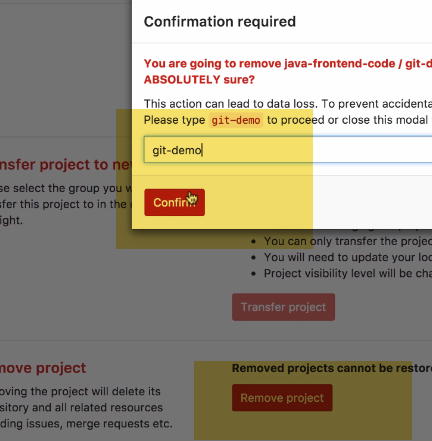 Confirmation required
You are going to remove java-frontend-code / git-d
ABSOLUTELY sure?
This action can lead to data loss. To prevent accidenta
Please type git-demo to proceed or close this modal
git-demo
Confirm
nsfer project to ne
se select the group you w
sfer this project to in the
ight.
You can only transfer the projec
You will need to update your loc
Project visibility level will be cha
Transfer project
move project
Removed projects cannot be restor
oving the project will delete its
sitory and all related resources
ding issues, merge requests etc.
Remove project